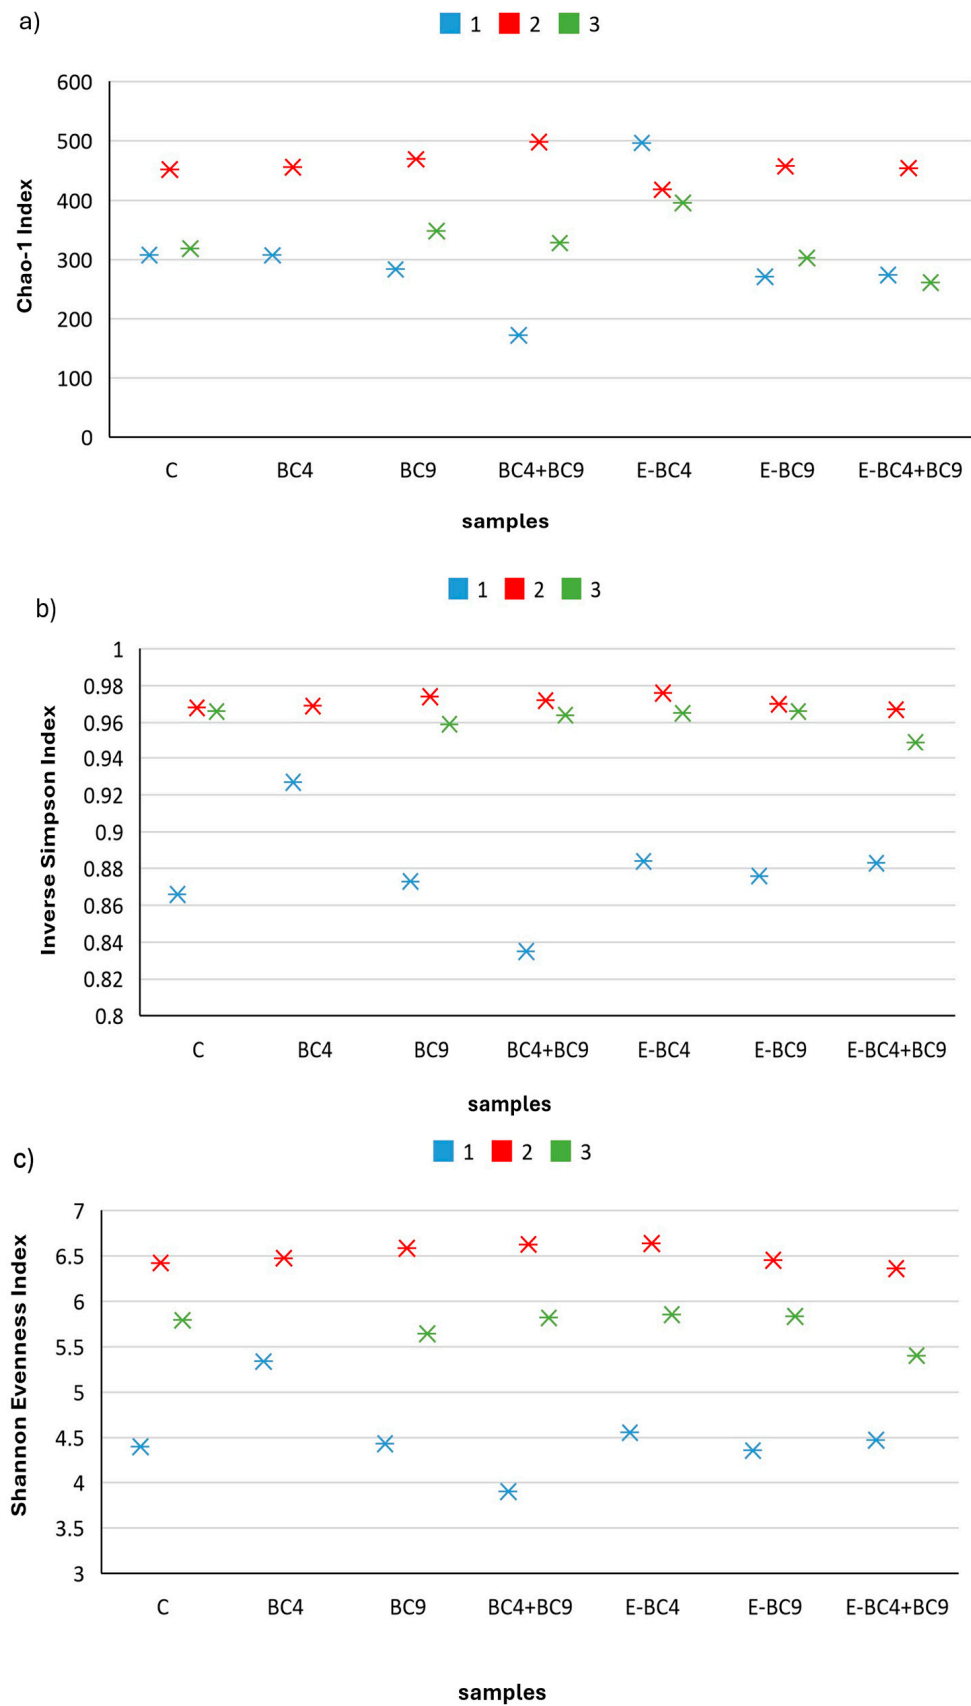 a)
1 2 3
600
500
400
300
200
100
0
Chao-1 Index
C BC4 BC9 BC4+BC9 E-BC4 E-BC9 E-BC4+BC9
samples
b)
1 2 3
1
0.98
0.96
0.94
0.92
0.9
0.88
0.86
0.84
0.82
0.8
Inverse Simpson Index
C BC4 BC9 BC4+BC9 E-BC4 E-BC9 E-BC4+BC9
samples
c)
1 2 3
7
6.5
6
5.5
5
4.5
4
3.5
3
Shannon Evenness Index
C BC4 BC9 BC4+BC9 E-BC4 E-BC9 E-BC4+BC9
samples